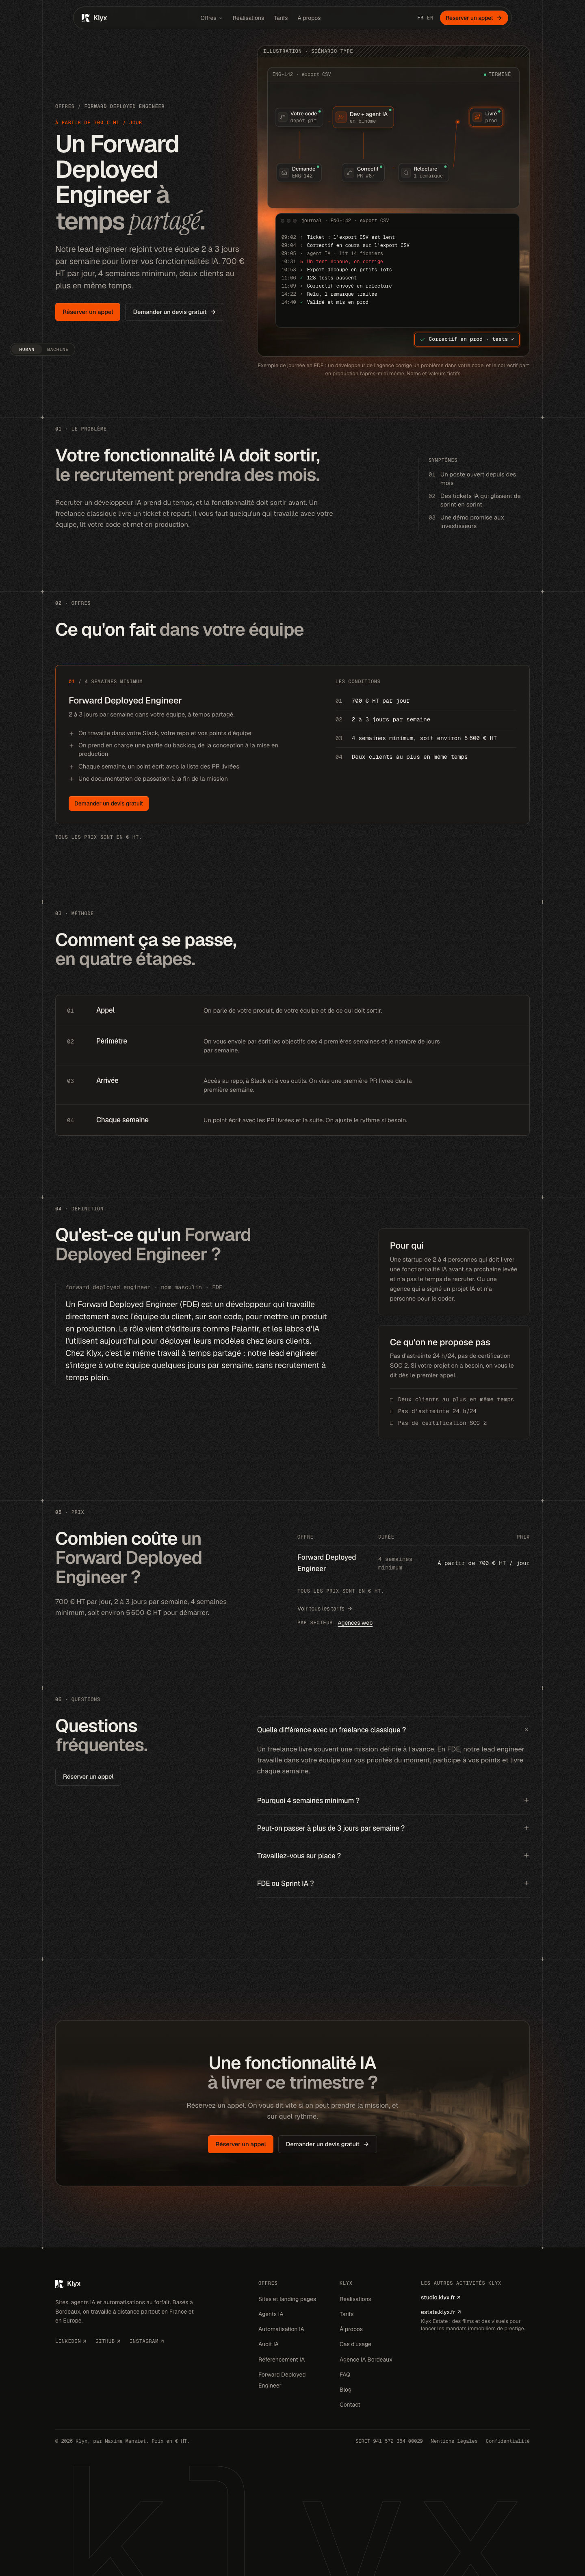 Klyx
Offres
Réalisations
Tarifs
À propos
FR EN
Réserver un appel →
OFFRES / FORWARD DEPLOYED ENGINEER
À PARTIR DE 700 € HT / JOUR
Un Forward
Deployed
Engineer à
temps partagé.
Notre lead engineer rejoint votre équipe 2 à 3 jours
par semaine pour livrer vos fonctionnalités IA. 700 €
HT par jour, 4 semaines minimum, deux clients au
plus en même temps.
Réserver un appel
Demander un devis gratuit →
HUMAN
MACHINE
ILLUSTRATION · SCÉNARIO TYPE
ENG-142 · export CSV
TERMINÉ
Votre code
dépôt git
Dev + agent IA
en binôme
Livré
prod
Demande
ENG-142
Correctif
PR #87
Relecture
1 remarque
journal · ENG-142 · export CSV
09:02 › Ticket : l'export CSV est lent
09:04 › Correctif en cours sur l'export CSV
09:05 · agent IA · lit 14 fichiers
10:31 Un test échoue, on corrige
10:58 › Export découpé en petits lots
11:06 ✓ 128 tests passent
11:09 › Correctif envoyé en relecture
14:22 › Relu, 1 remarque traitée
14:40 ✓ Validé et mis en prod
✓ Correctif en prod · tests ✓
Exemple de journée en FDE : un développeur de l'agence corrige un problème dans votre code, et le correctif part
en production l'après-midi même. Noms et valeurs fictifs.
01 · LE PROBLÈME
Votre fonctionnalité IA doit sortir,
le recrutement prendra des mois.
Recruter un développeur IA prend du temps, et la fonctionnalité doit sortir avant. Un
freelance classique livre un ticket et repart. Il vous faut quelqu'un qui travaille avec votre
équipe, lit votre code et met en production.
SYMPTÔMES
01 Un poste ouvert depuis des
mois
02 Des tickets IA qui glissent de
sprint en sprint
03 Une démo promise aux
investisseurs
02 · OFFRES
Ce qu'on fait dans votre équipe
01 / 4 SEMAINES MINIMUM
Forward Deployed Engineer
2 à 3 jours par semaine dans votre équipe, à temps partagé.
+ On travaille dans votre Slack, votre repo et vos points d'équipe
+ On prend en charge une partie du backlog, de la conception à la mise en
production
+ Chaque semaine, un point écrit avec la liste des PR livrées
+ Une documentation de passation à la fin de la mission
Demander un devis gratuit
LES CONDITIONS
01 700 € HT par jour
02 2 à 3 jours par semaine
03 4 semaines minimum, soit environ 5 600 € HT
04 Deux clients au plus en même temps
TOUS LES PRIX SONT EN € HT.
03 · MÉTHODE
Comment ça se passe,
en quatre étapes.
01 Appel On parle de votre produit, de votre équipe et de ce qui doit sortir.
02 Périmètre On vous envoie par écrit les objectifs des 4 premières semaines et le nombre de jours
par semaine.
03 Arrivée Accès au repo, à Slack et à vos outils. On vise une première PR livrée dès la
première semaine.
04 Chaque semaine Un point écrit avec les PR livrées et la suite. On ajuste le rythme si besoin.
04 · DÉFINITION
Qu'est-ce qu'un Forward
Deployed Engineer ?
forward deployed engineer · nom masculin · FDE
Un Forward Deployed Engineer (FDE) est un développeur qui travaille
directement avec l'équipe du client, sur son code, pour mettre un produit
en production. Le rôle vient d'éditeurs comme Palantir, et les labos d'IA
l'utilisent aujourd'hui pour déployer leurs modèles chez leurs clients.
Chez Klyx, c'est le même travail à temps partagé : notre lead engineer
s'intègre à votre équipe quelques jours par semaine, sans recrutement à
temps plein.
Pour qui
Une startup de 2 à 4 personnes qui doit livrer
une fonctionnalité IA avant sa prochaine levée
et n'a pas le temps de recruter. Ou une
agence qui a signé un projet IA et n'a
personne pour le coder.
Ce qu'on ne propose pas
Pas d'astreinte 24 h/24, pas de certification
SOC 2. Si votre projet en a besoin, on vous le
dit dès le premier appel.
Deux clients au plus en même temps
Pas d'astreinte 24 h/24
Pas de certification SOC 2
05 · PRIX
Combien coûte un
Forward Deployed
Engineer ?
700 € HT par jour, 2 à 3 jours par semaine, 4 semaines
minimum, soit environ 5 600 € HT pour démarrer.
OFFRE DURÉE PRIX
Forward Deployed
Engineer
4 semaines
minimum
À partir de 700 € HT / jour
TOUS LES PRIX SONT EN € HT.
Voir tous les tarifs →
PAR SECTEUR Agences web
06 · QUESTIONS
Questions
fréquentes.
Réserver un appel
Quelle différence avec un freelance classique ?
Un freelance livre souvent une mission définie à l'avance. En FDE, notre lead engineer
travaille dans votre équipe sur vos priorités du moment, participe à vos points et livre
chaque semaine.
Pourquoi 4 semaines minimum ?
Peut-on passer à plus de 3 jours par semaine ?
Travaillez-vous sur place ?
FDE ou Sprint IA ?
Une fonctionnalité IA
à livrer ce trimestre ?
Réservez un appel. On vous dit vite si on peut prendre la mission, et
sur quel rythme.
Réserver un appel
Demander un devis gratuit →
Klyx
Sites, agents IA et automatisations au forfait. Basés à
Bordeaux, on travaille à distance partout en France et
en Europe.
LINKEDIN ↗ GITHUB ↗ INSTAGRAM ↗
OFFRES
Sites et landing pages
Agents IA
Automatisation IA
Audit IA
Référencement IA
Forward Deployed
Engineer
KLYX
Réalisations
Tarifs
À propos
Cas d'usage
Agence IA Bordeaux
FAQ
Blog
Contact
LES AUTRES ACTIVITÉS KLYX
studio.klyx.fr ↗
estate.klyx.fr ↗
Klyx Estate : des films et des visuels pour
lancer les mandats immobiliers de prestige.
© 2026 Klyx, par Maxime Mansiet. Prix en € HT.
SIRET 941 572 364 00029 Mentions légales Confidentialité
klyx